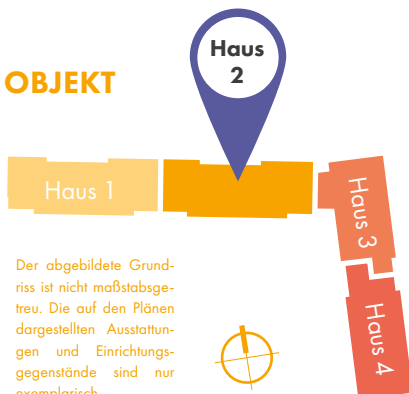 Haus
2
OBJEKT
Haus 1
Haus 3
Haus 4
Der abgebildete Grund-
riss ist nicht maßstabsge-
treu. Die auf den Plänen
dargestellten Ausstattun-
gen und Einrichtungs-
gegenstände sind nur
exemplarisch